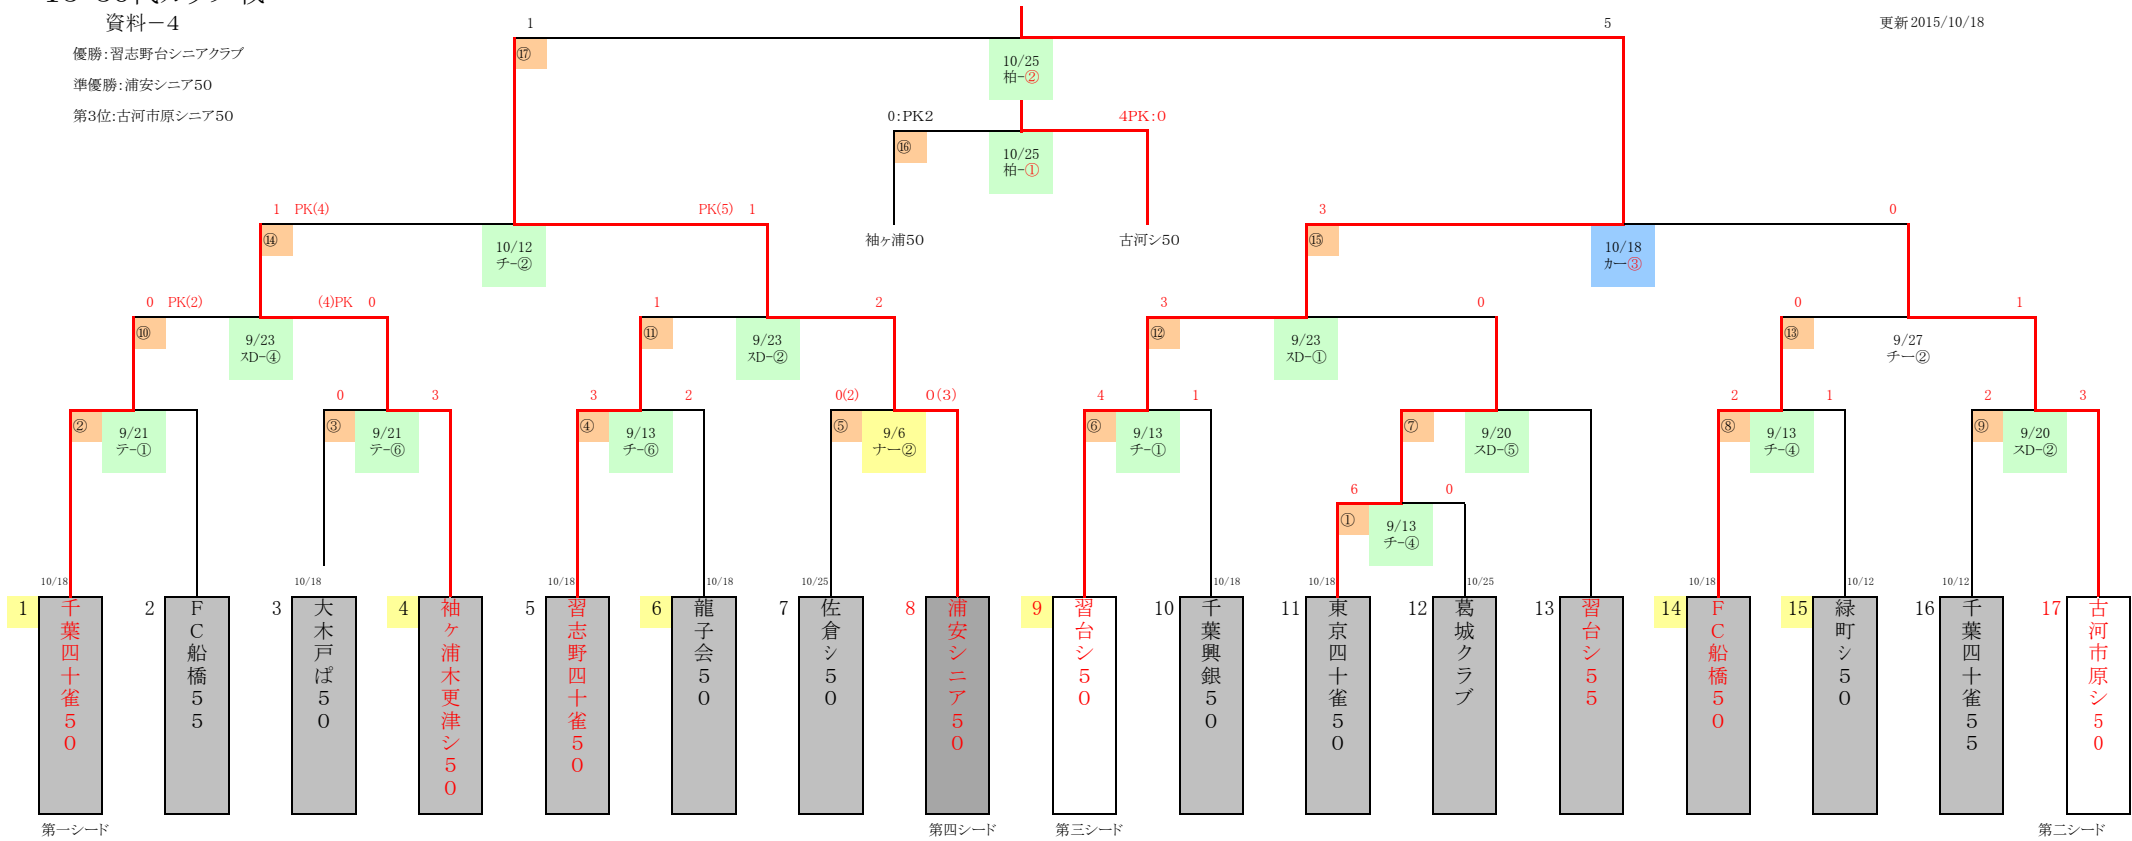 資料－4
更新2015/10/18
優勝：習志野台シニアクラブ
準優勝：浦安シニア50
第3位：古河市原シニア50
1 5
⑰
10/25
柏-②
0：PK2 4PK：0
⑯
10/25
柏-①
袖ヶ浦50 古河シ50
1 PK(4) PK(5) 1 3 0
⑭ ⑮
10/12
チ-②
10/18
カー③
0 PK(2) (4)PK 0 1 2 3 0 0 1
⑩ ⑪ ⑫ ⑬
9/23
スD-④
9/23
スD-②
9/23
スD-①
9/27
チー②
0 3 3 2 0(2) 0(3) 4 1 2 1 2 3
② ③ ④ ⑤ ⑥ ⑦ ⑧ ⑨
9/21
テ-①
9/21
テ-⑥
9/13
チ-⑥
9/6
ナー②
9/13
チ-①
9/20
スD-⑤
9/13
チ-④
9/20
スD-②
6 0
①
9/13
チ-④
10/18 10/18 10/18 10/18 10/25 10/18 10/18 10/25 10/18 10/12 10/12
1
千葉四十雀50
2
FC船橋55
3
大木戸ぱ50
4
袖ヶ浦木更津シ50
5
習志野四十雀50
6
龍子会50
7
佐倉シ50
8
浦安シニア50
9
習台シ50
10
千葉興銀50
11
東京四十雀50
12
葛城クラブ
13
習台シ55
14
FC船橋50
15
緑町シ50
16
千葉四十雀55
17
古河市原シ50
第一シード 第四シード 第三シード 第二シード